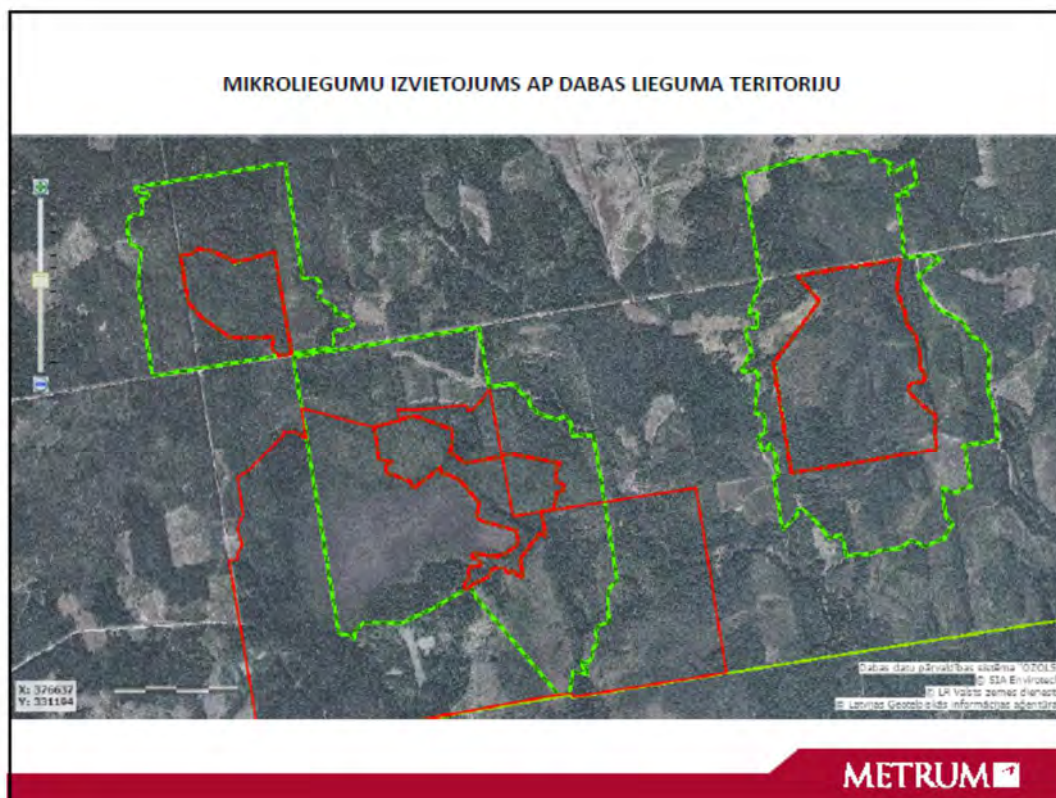 MIKROLIEGUMU IZVIETOJUMS AP DABAS LIEGUMA TERITORIJU
X: 376637
Y: 331194
Dabas datu pārvaldības sistēma "OZOLS
© SIA Envirotech
© LR Valsts zemes dienests
© Latvijas Ģeotelpiskās informācijas aģentūra
METRUM